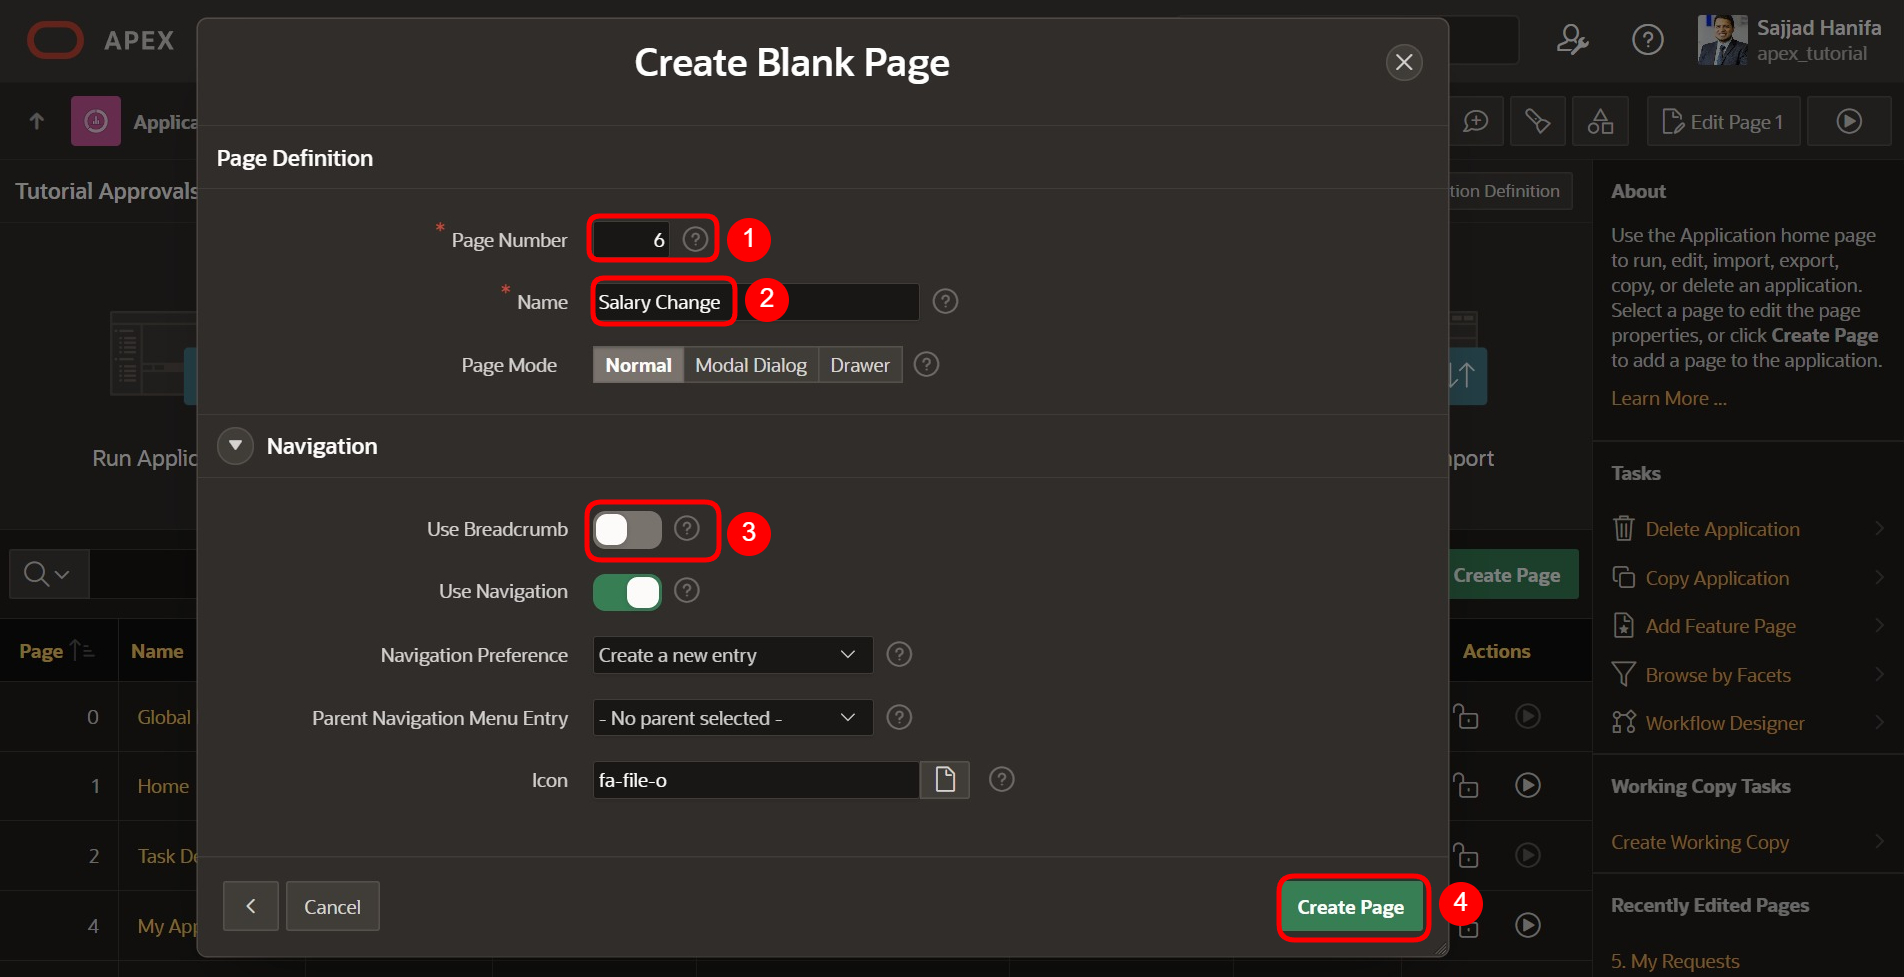 APEX
Sajjad Hanifa
apex_tutorial
Create Blank Page
Applica
Edit Page 1
Tutorial Approvals
tion Definition
Page Definition
* Page Number 6 ? 1
* Name Salary Change 2 ?
Page Mode Normal Modal Dialog Drawer ?
Navigation
Use Breadcrumb ? 3
Use Navigation ?
Navigation Preference Create a new entry ?
Parent Navigation Menu Entry - No parent selected - ?
Icon fa-file-o ?
Cancel
Create Page 4
Run Applic
port
Create Page
Page Name Actions
0 Global
1 Home
2 Task De
4 My App
About
Use the Application home page
to run, edit, import, export,
copy, or delete an application.
Select a page to edit the page
properties, or click Create Page
to add a page to the application.
Learn More ...
Tasks
Delete Application
Copy Application
Add Feature Page
Browse by Facets
Workflow Designer
Working Copy Tasks
Create Working Copy
Recently Edited Pages
5. My Requests